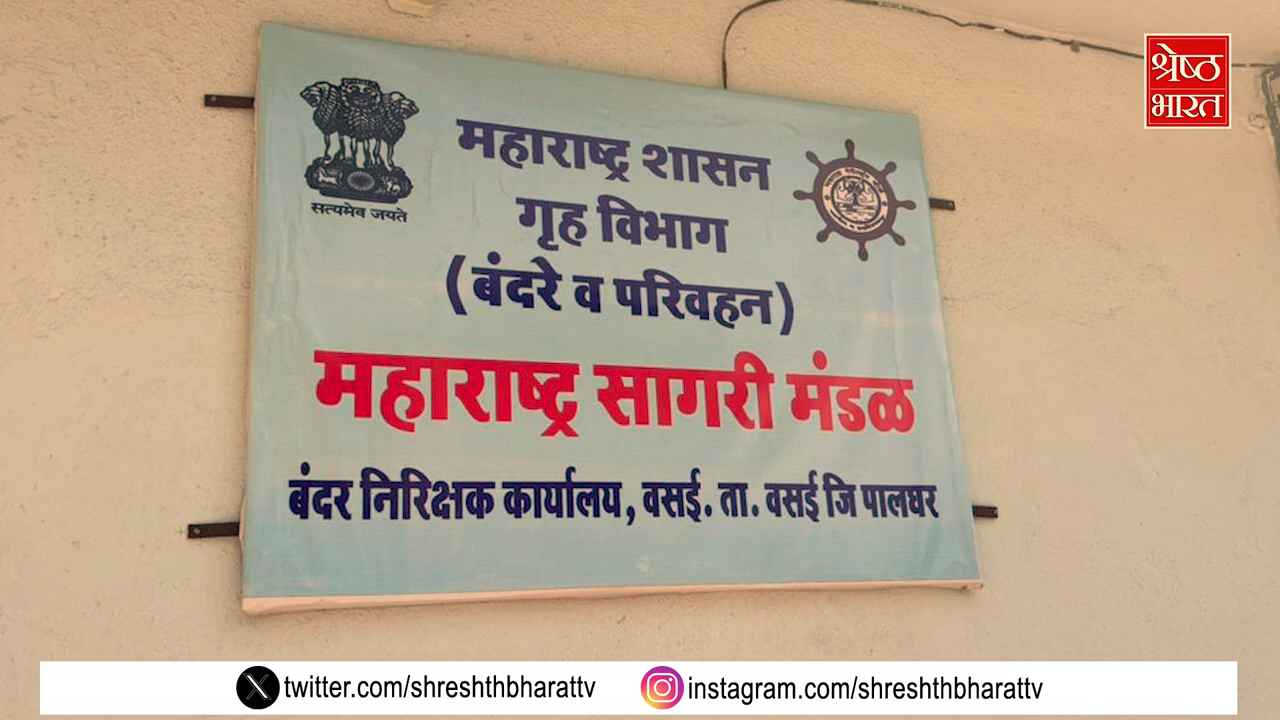 श्रेष्ठ
भारत
सत्यमेव जयते
महाराष्ट्र शासन
गृह विभाग
(बंदरे व परिवहन)
महाराष्ट्र सागरी मंडळ
बंदर निरिक्षक कार्यालय, वसई. ता. वसई जि पालघर
twitter.com/shreshthbharattv
instagram.com/shreshthbharattv